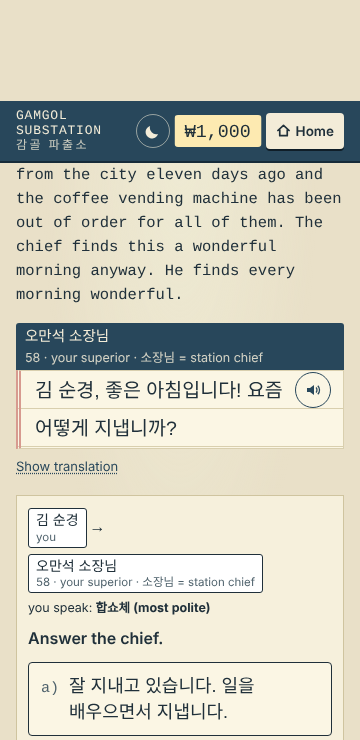 GAMGOL
SUBSTATION
감골 파출소
₩1,000
Home
from the city eleven days ago and
the coffee vending machine has been
out of order for all of them. The
chief finds this a wonderful
morning anyway. He finds every
morning wonderful.
오만석 소장님
58 · your superior · 소장님 = station chief
김 순경, 좋은 아침입니다! 요즘
어떻게 지냅니까?
Show translation
김 순경
you
→
오만석 소장님
58 · your superior · 소장님 = station chief
you speak: 합쇼체 (most polite)
Answer the chief.
a) 잘 지내고 있습니다. 일을
배우으면서 지냅니다.